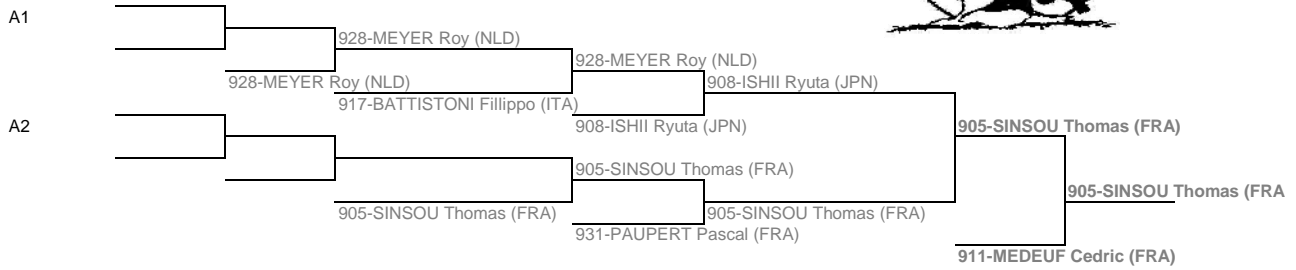 A1
928-MEYER Roy (NLD)
928-MEYER Roy (NLD)
928-MEYER Roy (NLD)
908-ISHII Ryuta (JPN)
917-BATTISTONI Fillippo (ITA)
A2
908-ISHII Ryuta (JPN)
905-SINSOU Thomas (FRA)
905-SINSOU Thomas (FRA)
905-SINSOU Thomas (FRA
905-SINSOU Thomas (FRA)
905-SINSOU Thomas (FRA)
931-PAUPERT Pascal (FRA)
911-MEDEUF Cedric (FRA)